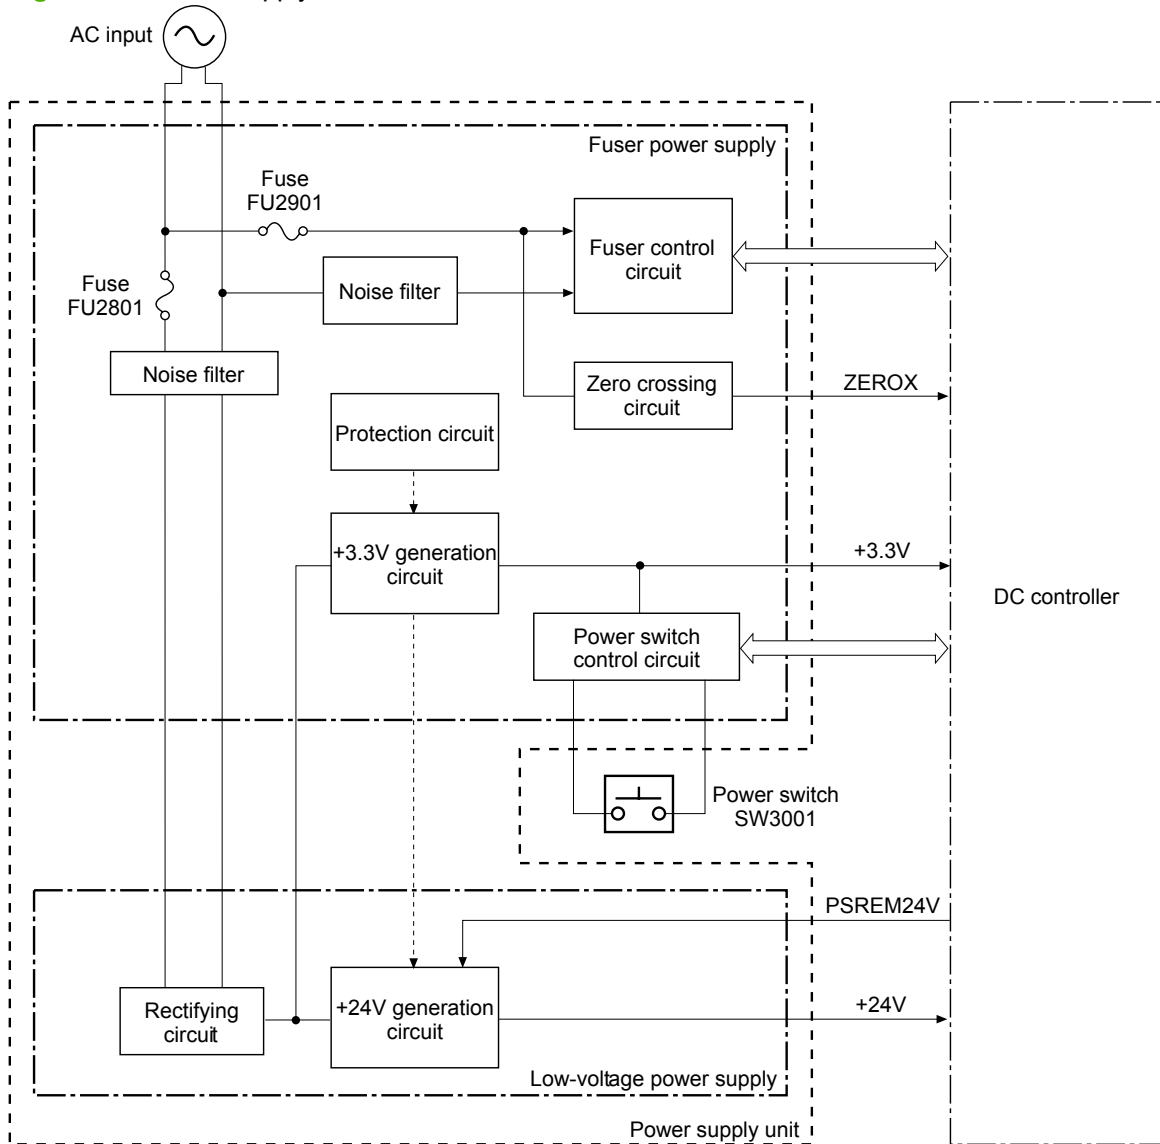 AC input
Fuser power supply
Fuse
FU2901
Fuser control
circuit
Fuse
FU2801
Noise filter
Noise filter
Zero crossing
circuit
ZEROX
Protection circuit
+3.3V generation
circuit
+3.3V
DC controller
Power switch
control circuit
Power switch
SW3001
PSREM24V
Rectifying
circuit
+24V generation
circuit
+24V
Low-voltage power supply
Power supply unit